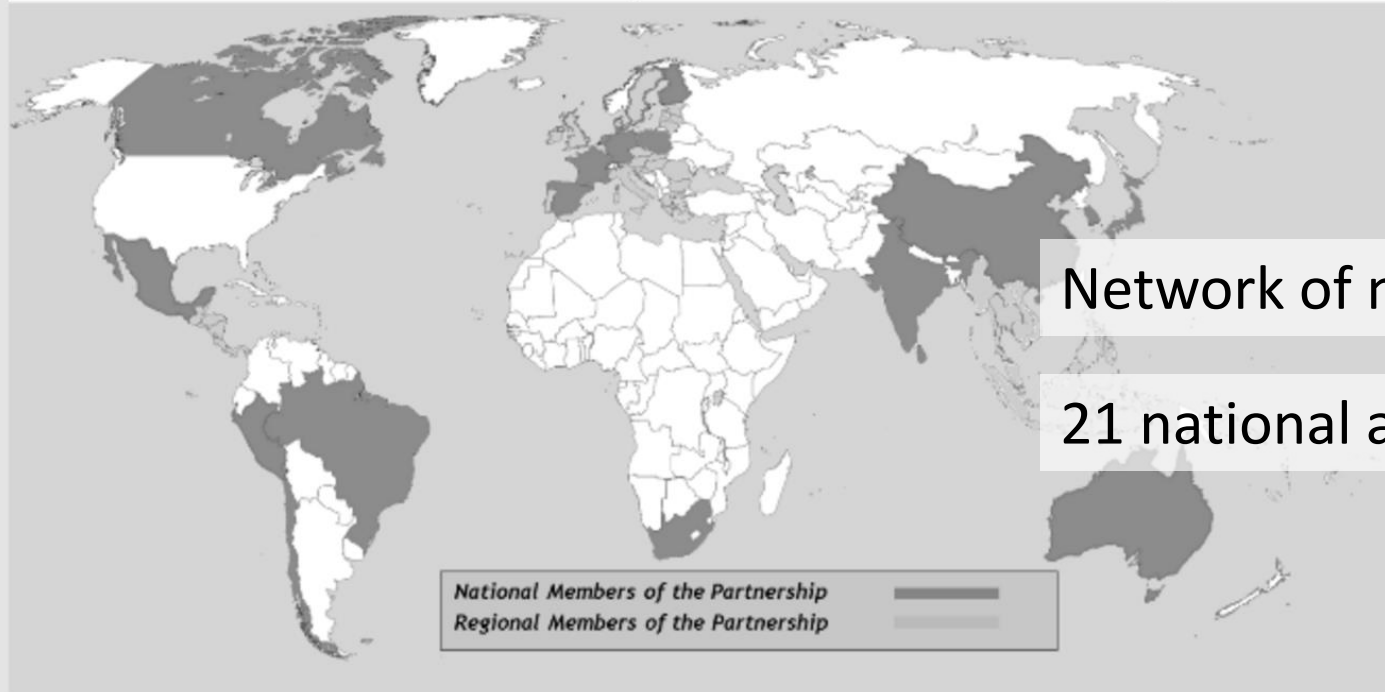 Network of
21 national
National Members of the Partnership
Regional Members of the Partnership